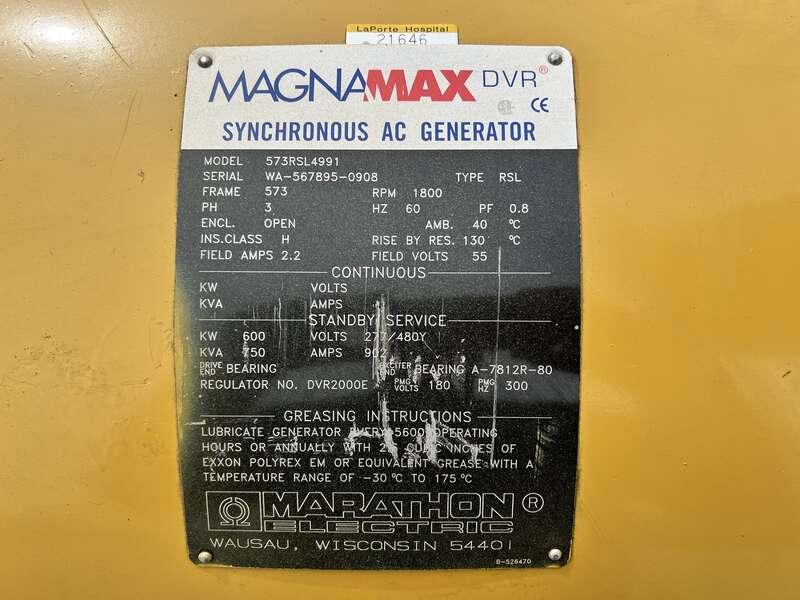 LaPorte Hospital
21646
MAGNAMAX DVR®
CE
SYNCHRONOUS AC GENERATOR
MODEL 573RSL4991
SERIAL WA-567895-0908 TYPE RSL
FRAME 573 RPM 1800
PH 3 HZ 60 PF 0.8
ENCL. OPEN AMB. 40 °C
INS.CLASS H RISE BY RES. 130 °C
FIELD AMPS 2.2 FIELD VOLTS 55
CONTINUOUS
KW VOLTS
KVA AMPS
STANDBY SERVICE
KW 600 VOLTS 277/480Y
KVA 750 AMPS 902
DRIVE END BEARING EXCITER END BEARING A-7812R-80
REGULATOR NO. DVR2000E PMG VOLTS 180 PMG HZ 300
GREASING INSTRUCTIONS
LUBRICATE GENERATOR EVERY 5600 OPERATING
HOURS OR ANNUALLY WITH 2.6 CUBIC INCHES OF
EXXON POLYREX EM OR EQUIVALENT GREASE WITH A
TEMPERATURE RANGE OF -30°C TO 175°C
MARATHON®
ELECTRIC
WAUSAU, WISCONSIN 54401
B-526470